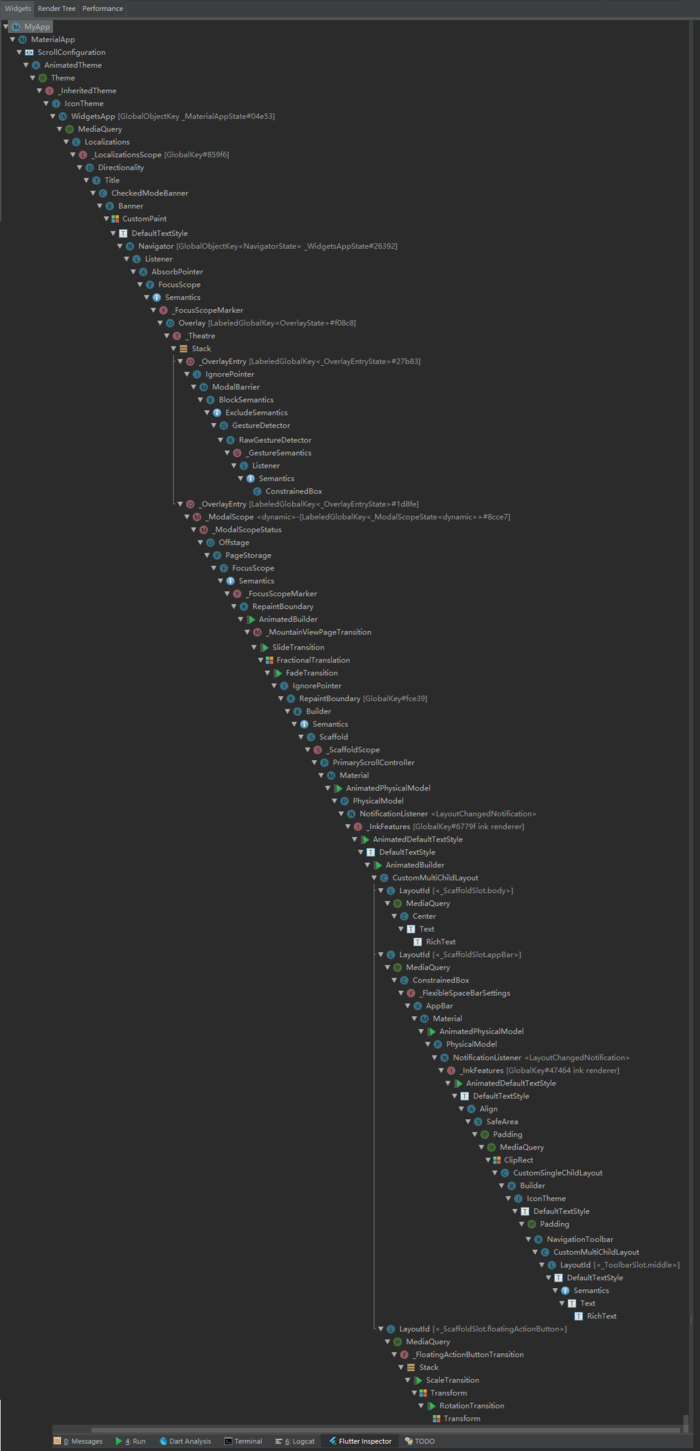 Widgets Render Tree Performance
MyApp
MaterialApp
ScrollConfiguration
AnimatedTheme
Theme
_InheritedTheme
IconTheme
WidgetsApp [GlobalObjectKey _MaterialAppState#04e53]
MediaQuery
Localizations
_LocalizationsScope [GlobalKey#859f6]
Directionality
Title
CheckedModeBanner
Banner
CustomPaint
DefaultTextStyle
Navigator [GlobalObjectKey<NavigatorState> _WidgetsAppState#26392]
Listener
AbsorbPointer
FocusScope
Semantics
_FocusScopeMarker
Overlay [LabeledGlobalKey<OverlayState>#f08c8]
_Theatre
Stack
_OverlayEntry [LabeledGlobalKey<_OverlayEntryState>#27b83]
IgnorePointer
ModalBarrier
BlockSemantics
ExcludeSemantics
GestureDetector
RawGestureDetector
_GestureSemantics
Listener
Semantics
ConstrainedBox
_OverlayEntry [LabeledGlobalKey<_OverlayEntryState>#1d8fe]
_ModalScope <dynamic>-[LabeledGlobalKey<_ModalScopeState<dynamic>>#8cce7]
_ModalScopeStatus
Offstage
PageStorage
FocusScope
Semantics
_FocusScopeMarker
RepaintBoundary
AnimatedBuilder
_MountainViewPageTransition
SlideTransition
FractionalTranslation
FadeTransition
IgnorePointer
RepaintBoundary [GlobalKey#fce39]
Builder
Semantics
Scaffold
_ScaffoldScope
PrimaryScrollController
Material
AnimatedPhysicalModel
PhysicalModel
NotificationListener <LayoutChangedNotification>
_InkFeatures [GlobalKey#6779f ink renderer]
AnimatedDefaultTextStyle
DefaultTextStyle
AnimatedBuilder
CustomMultiChildLayout
LayoutId [<_ScaffoldSlot.body>]
MediaQuery
Center
Text
RichText
LayoutId [<_ScaffoldSlot.appBar>]
MediaQuery
ConstrainedBox
_FlexibleSpaceBarSettings
AppBar
Material
AnimatedPhysicalModel
PhysicalModel
NotificationListener <LayoutChangedNotification>
_InkFeatures [GlobalKey#47464 ink renderer]
AnimatedDefaultTextStyle
DefaultTextStyle
Align
SafeArea
Padding
MediaQuery
ClipRect
CustomSingleChildLayout
Builder
IconTheme
DefaultTextStyle
Padding
NavigationToolbar
CustomMultiChildLayout
LayoutId [<_ToolbarSlot.middle>]
DefaultTextStyle
Semantics
Text
RichText
LayoutId [<_ScaffoldSlot.floatingActionButton>]
MediaQuery
_FloatingActionButtonTransition
Stack
ScaleTransition
Transform
RotationTransition
Transform
0: Messages 4: Run Dart Analysis Terminal 6: Logcat Flutter Inspector TODO